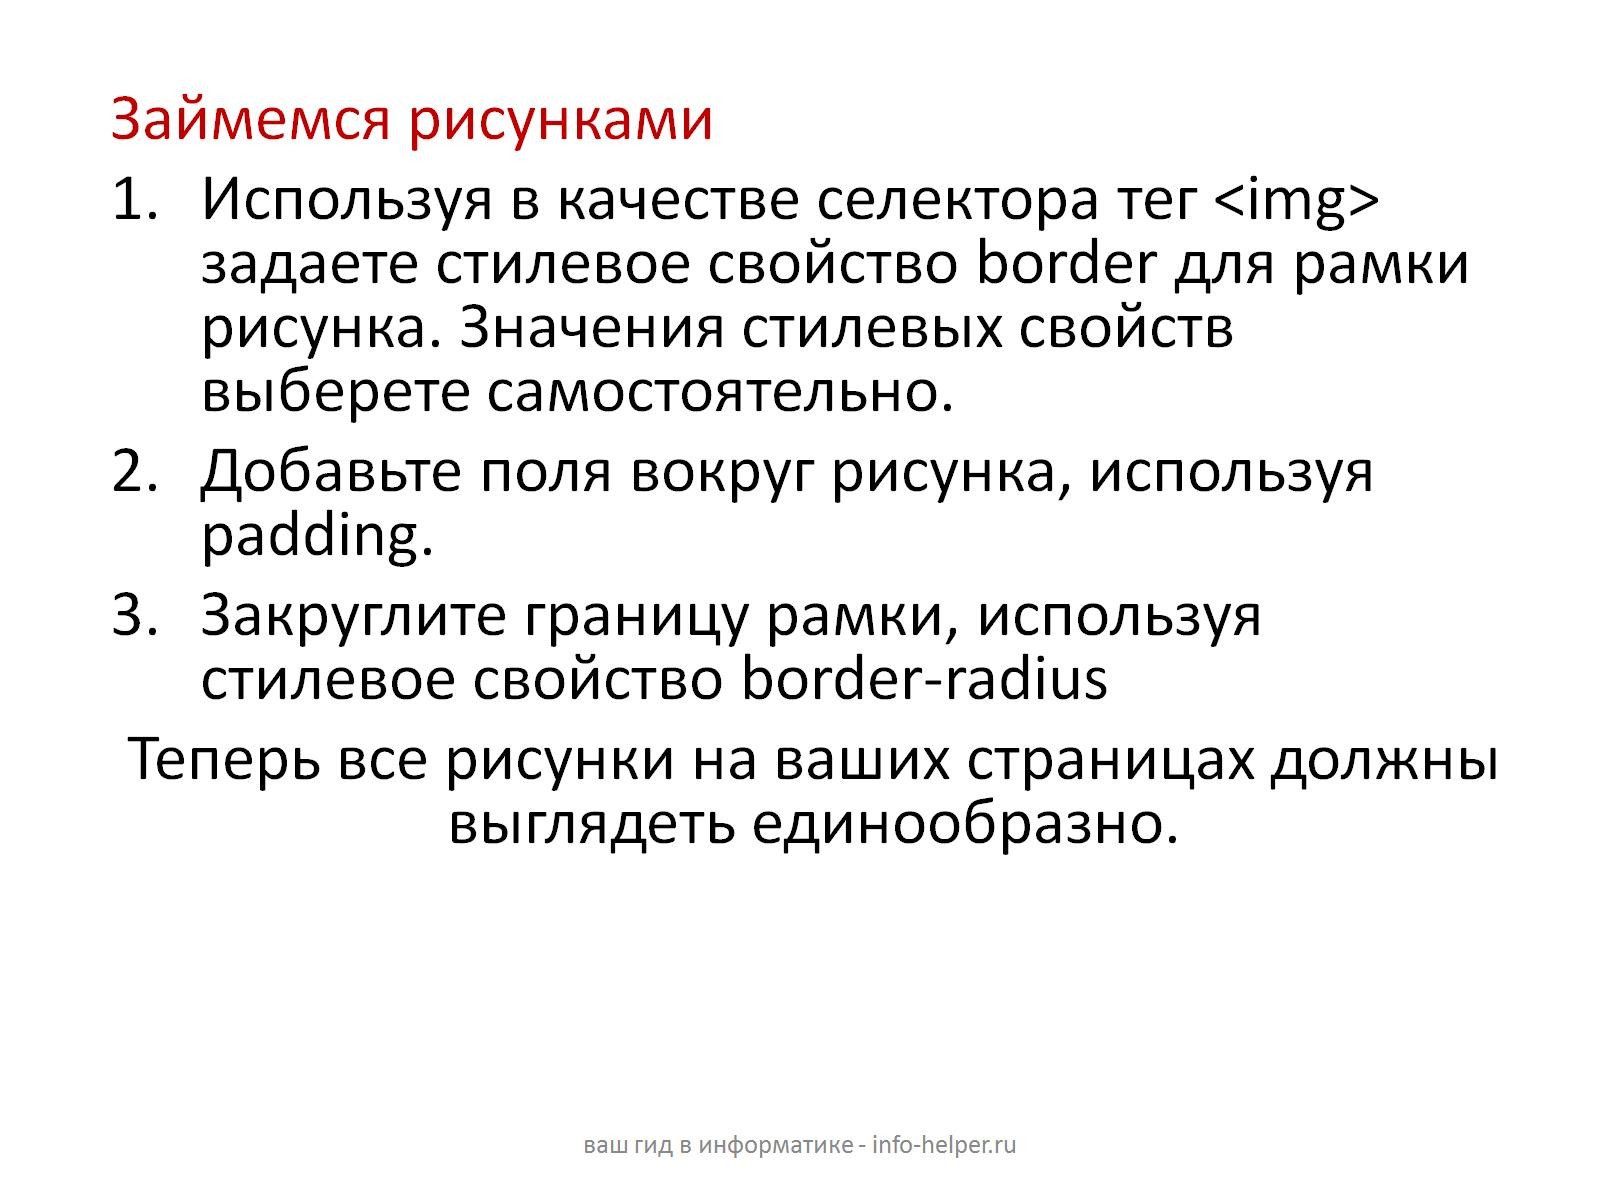 Займемся рисунками
1. Используя в качестве селектора тег <img>
задаете стилевое свойство border для рамки
рисунка. Значения стилевых свойств
выберете самостоятельно.
2. Добавьте поля вокруг рисунка, используя
padding.
3. Закруглите границу рамки, используя
стилевое свойство border-radius
Теперь все рисунки на ваших страницах должны
выглядеть единообразно.
ваш гид в информатике - info-helper.ru